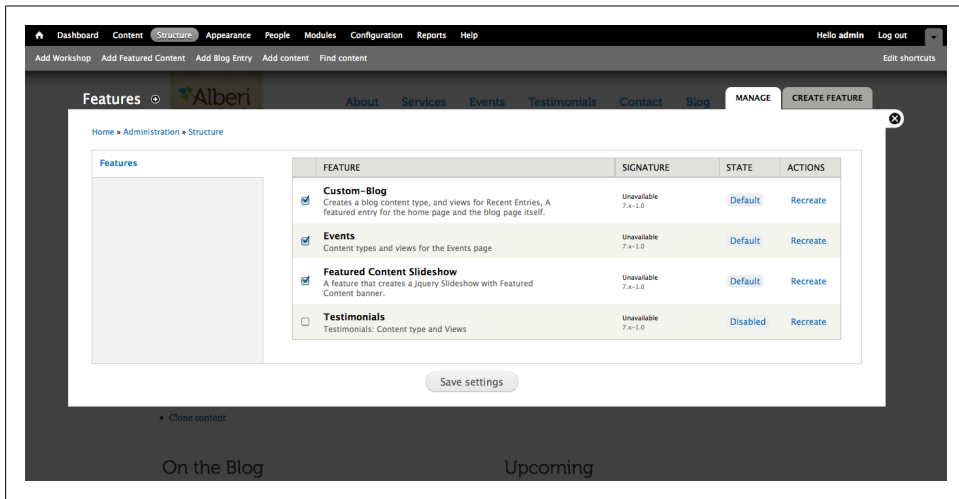 Dashboard Content Structure Appearance People Modules Configuration Reports Help Hello admin Log out
Add Workshop Add Featured Content Add Blog Entry Add content Find content Edit shortcuts
Features Alberi About Services Events Testimonials Contact Blog MANAGE CREATE FEATURE
Home » Administration » Structure
Features
FEATURE SIGNATURE STATE ACTIONS
Custom-Blog
Creates a blog content type, and views for Recent Entries, A
featured entry for the home page and the blog page itself.
Unavailable
7.x-1.0
Default Recreate
Events
Content types and views for the Events page
Unavailable
7.x-1.0
Default Recreate
Featured Content Slideshow
A feature that creates a Jquery Slideshow with Featured
Content banner.
Unavailable
7.x-1.0
Default Recreate
Testimonials
Testimonials: Content type and Views
Unavailable
7.x-1.0
Disabled Recreate
Save settings
Clone content
On the Blog Upcoming